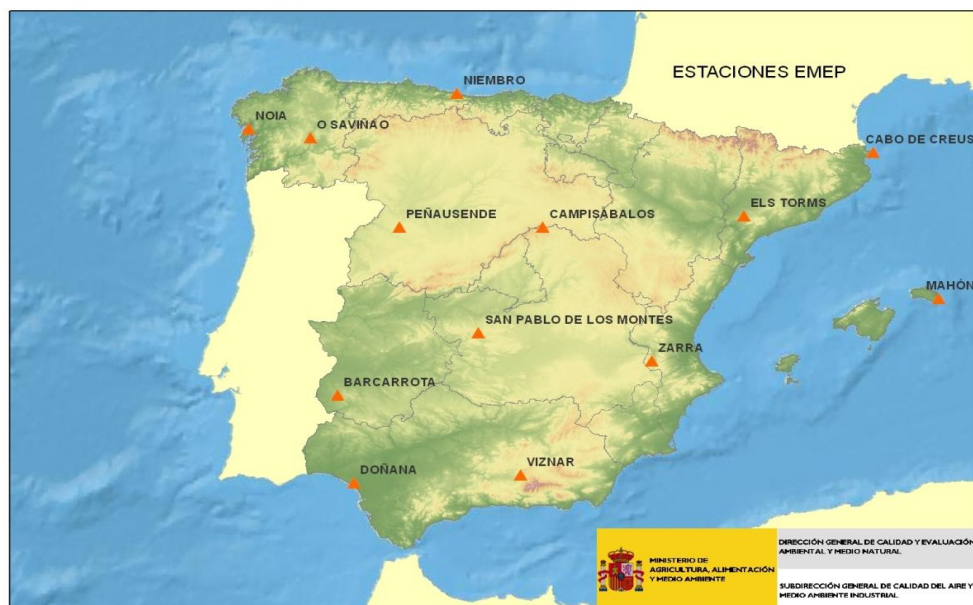 ESTACIONES EMEP
NIEMBRO
NOIA
O SAVIÑAO
CABO DE CREUS
ELS TORMS
PEÑAUSENDE
CAMPISÁBALOS
MAHÓN
SAN PABLO DE LOS MONTES
ZARRA
BARCARROTA
DOÑANA
VIZNAR
MINISTERIO DE
AGRICULTURA, ALIMENTACIÓN
Y MEDIO AMBIENTE
DIRECCIÓN GENERAL DE CALIDAD Y EVALUACIÓN
AMBIENTAL Y MEDIO NATURAL
SUBDIRECCIÓN GENERAL DE CALIDAD DEL AIRE Y
MEDIO AMBIENTE INDUSTRIAL